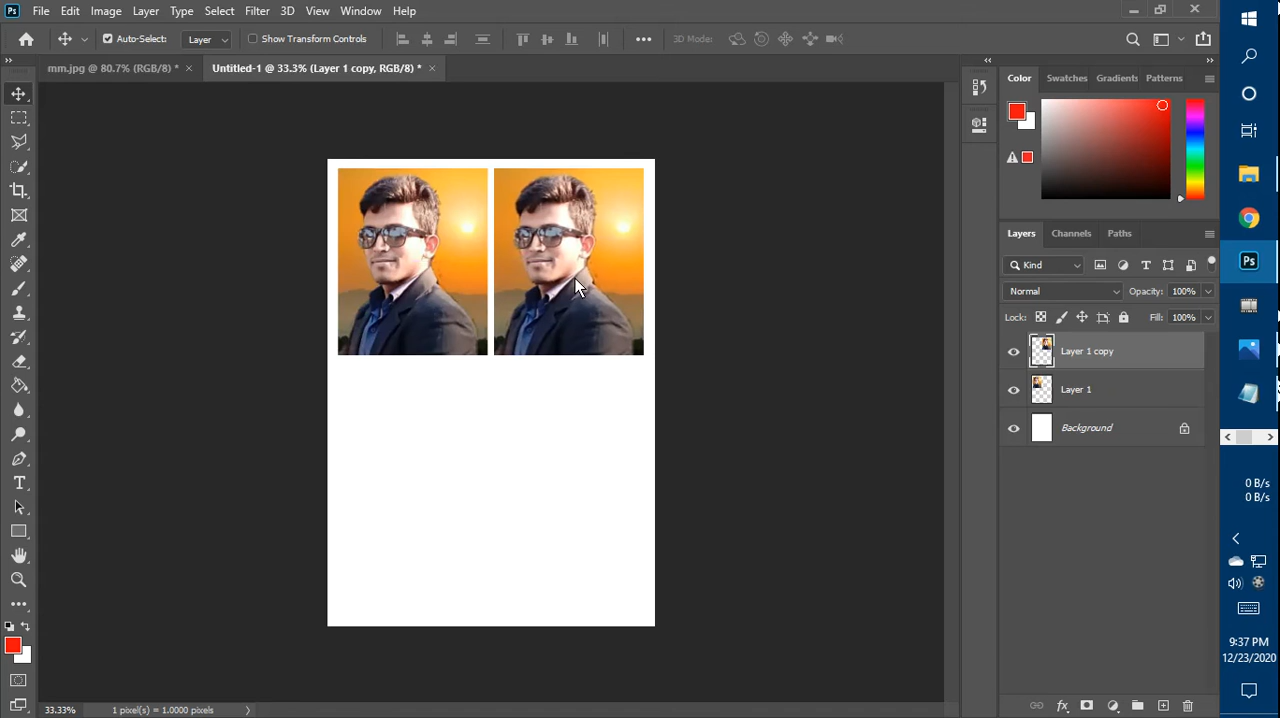 Ps File Edit Image Layer Type Select Filter 3D View Window Help
Auto-Select: Layer Show Transform Controls 3D Mode:
mm.jpg @ 80.7% (RGB/8) * Untitled-1 @ 33.3% (Layer 1 copy, RGB/8) *
Color Swatches Gradients Patterns
Layers Channels Paths
Kind
Normal Opacity: 100%
Lock: Fill: 100%
Layer 1 copy
Layer 1
Background
fx
33.33% 1 pixel(s) = 1.0000 pixels
Ps
0 B/s
0 B/s
9:37 PM
12/23/2020